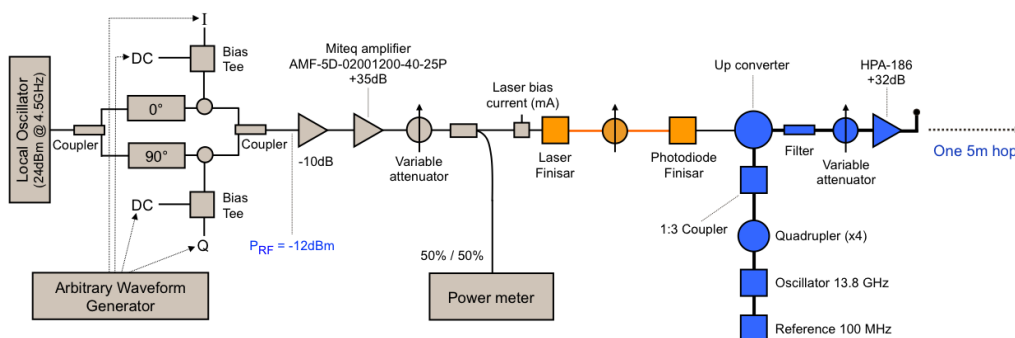 I
DC
Bias
Tee
Miteq amplifier
AMF-5D-02001200-40-25P
+35dB
Laser bias
current (mA)
Up converter
HPA-186
+32dB
Local Oscillator
(24dBm @ 4.5GHz)
0°
Coupler
90°
Coupler
-10dB
Variable
attenuator
Laser
Finisar
Photodiode
Finisar
Filter
Variable
attenuator
One 5m hop
DC
Bias
Tee
Q
PRF = -12dBm
1:3 Coupler
Quadrupler (x4)
50% / 50%
Arbitrary Waveform
Generator
Power meter
Oscillator 13.8 GHz
Reference 100 MHz